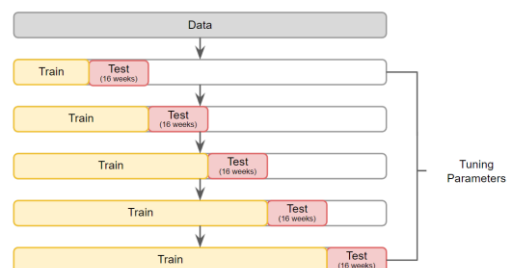 Data
Train
Test
(16 weeks)
Train
Test
(16 weeks)
Train
Test
(16 weeks)
Train
Test
(16 weeks)
Train
Test
(16 weeks)
Tuning
Parameters